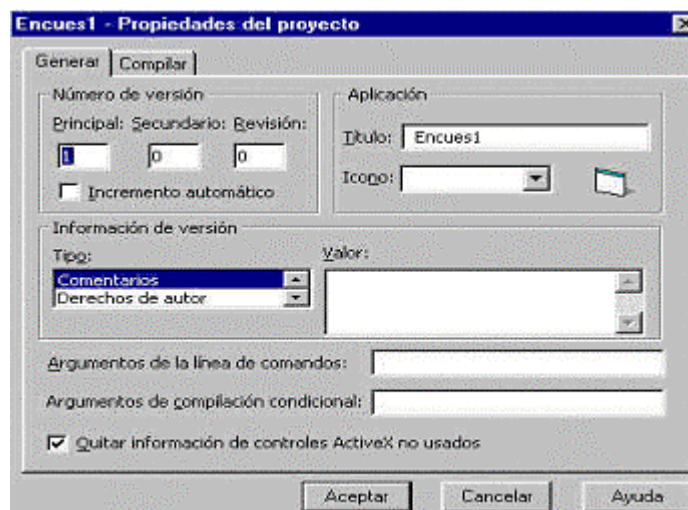 Encues1 - Propiedades del proyecto
Generar Compilar
Número de versión
Principal: Secundario: Revisión:
1 0 0
Incremento automático
Aplicación
Título: Encues1
Icono:
Información de versión
Tipo:
Comentarios
Derechos de autor
Valor:
Argumentos de la línea de comandos:
Argumentos de compilación condicional:
Quitar información de controles ActiveX no usados
Aceptar Cancelar Ayuda